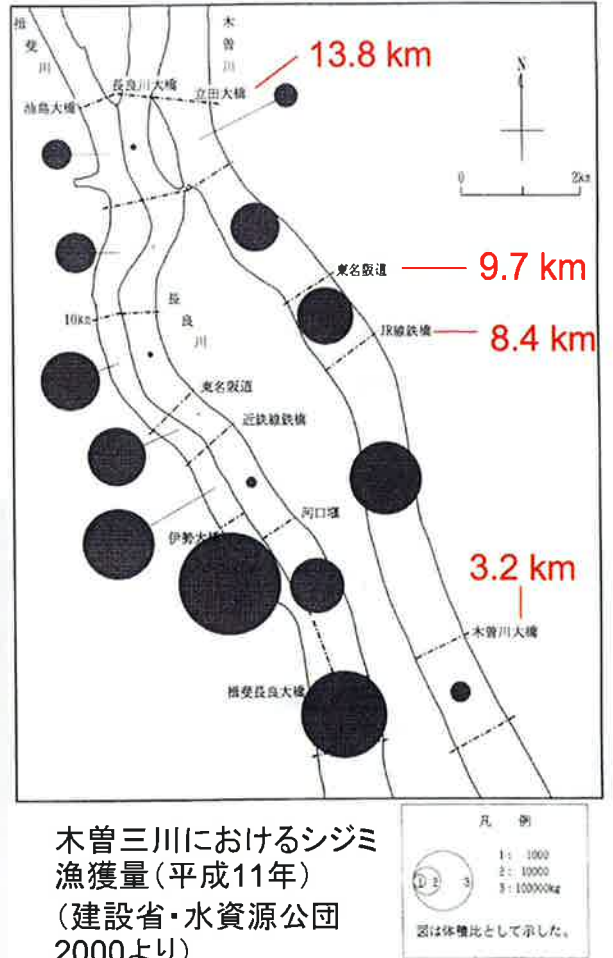 揖斐川
木曽川
13.8 km
長良川大橋
油島大橋
立田大橋
N
0 2km
東名阪道
9.7 km
JR線鉄橋
8.4 km
10km
長良川
東名阪道
近鉄線鉄橋
河口堰
伊勢大橋
3.2 km
木曽川大橋
揖斐長良大橋
木曽三川におけるシジミ
漁獲量(平成11年)
(建設省・水資源公団
2000より)
凡 例
1 2 3
1: 1000
2: 10000
3: 100000kg
図は体積比として示した。